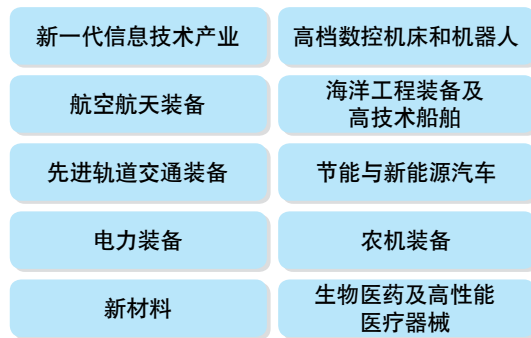 新一代信息技术产业
高档数控机床和机器人
航空航天装备
海洋工程装备及
高技术船舶
先进轨道交通装备
节能与新能源汽车
电力装备
农机装备
新材料
生物医药及高性能
医疗器械